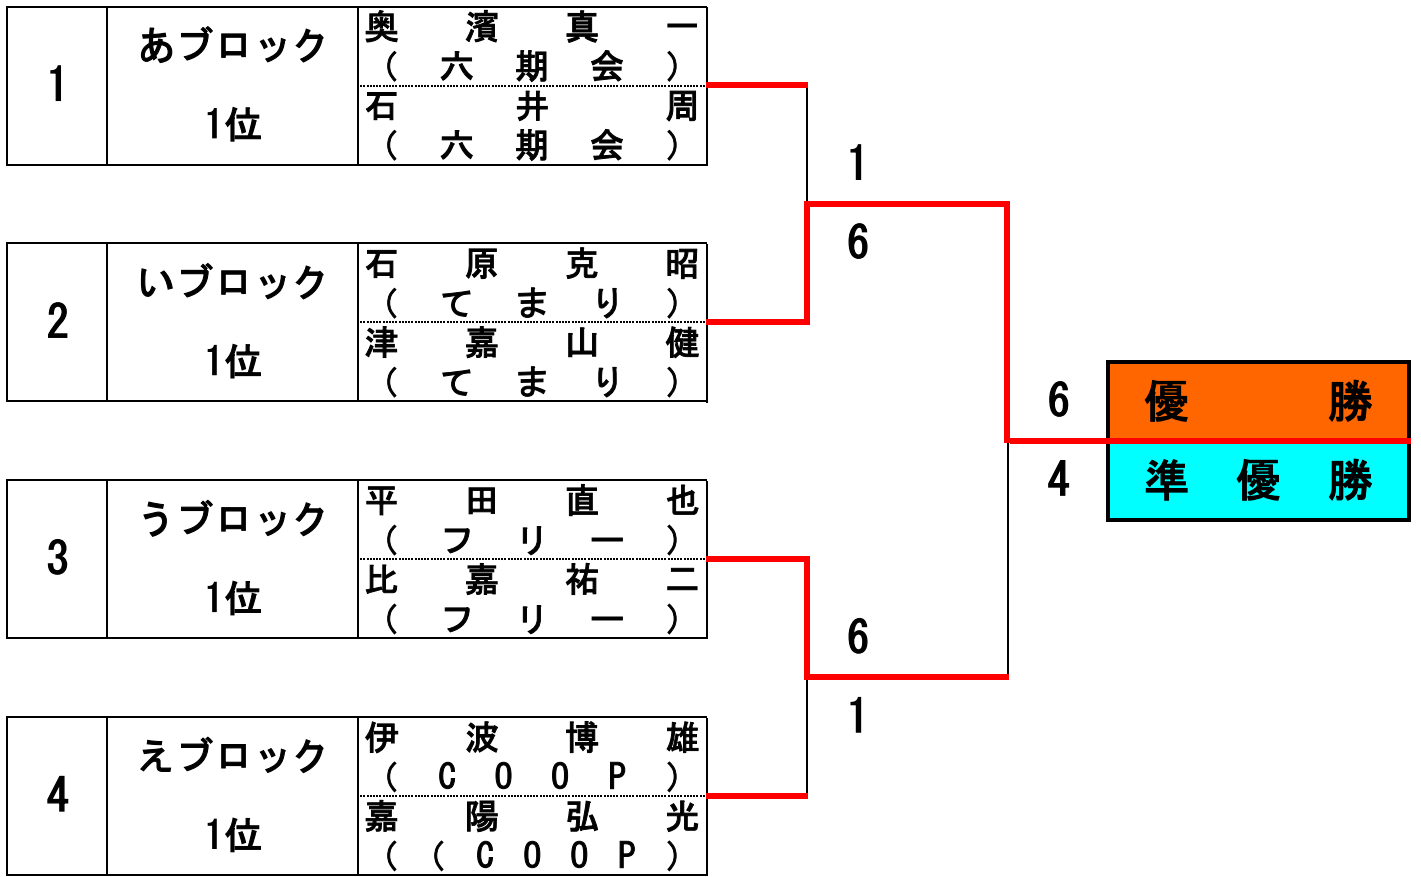 1
あブロック
1位
奥濱真一
(六期会)
石井周
(六期会)
1
6
2
いブロック
1位
石原克昭
(てまり)
津嘉山健
(てまり)
6
優勝
4
準優勝
3
うブロック
1位
平田直也
(フリー)
比嘉祐二
(フリー)
6
1
4
えブロック
1位
伊波博雄
(COOP)
嘉陽弘光
((COOP)